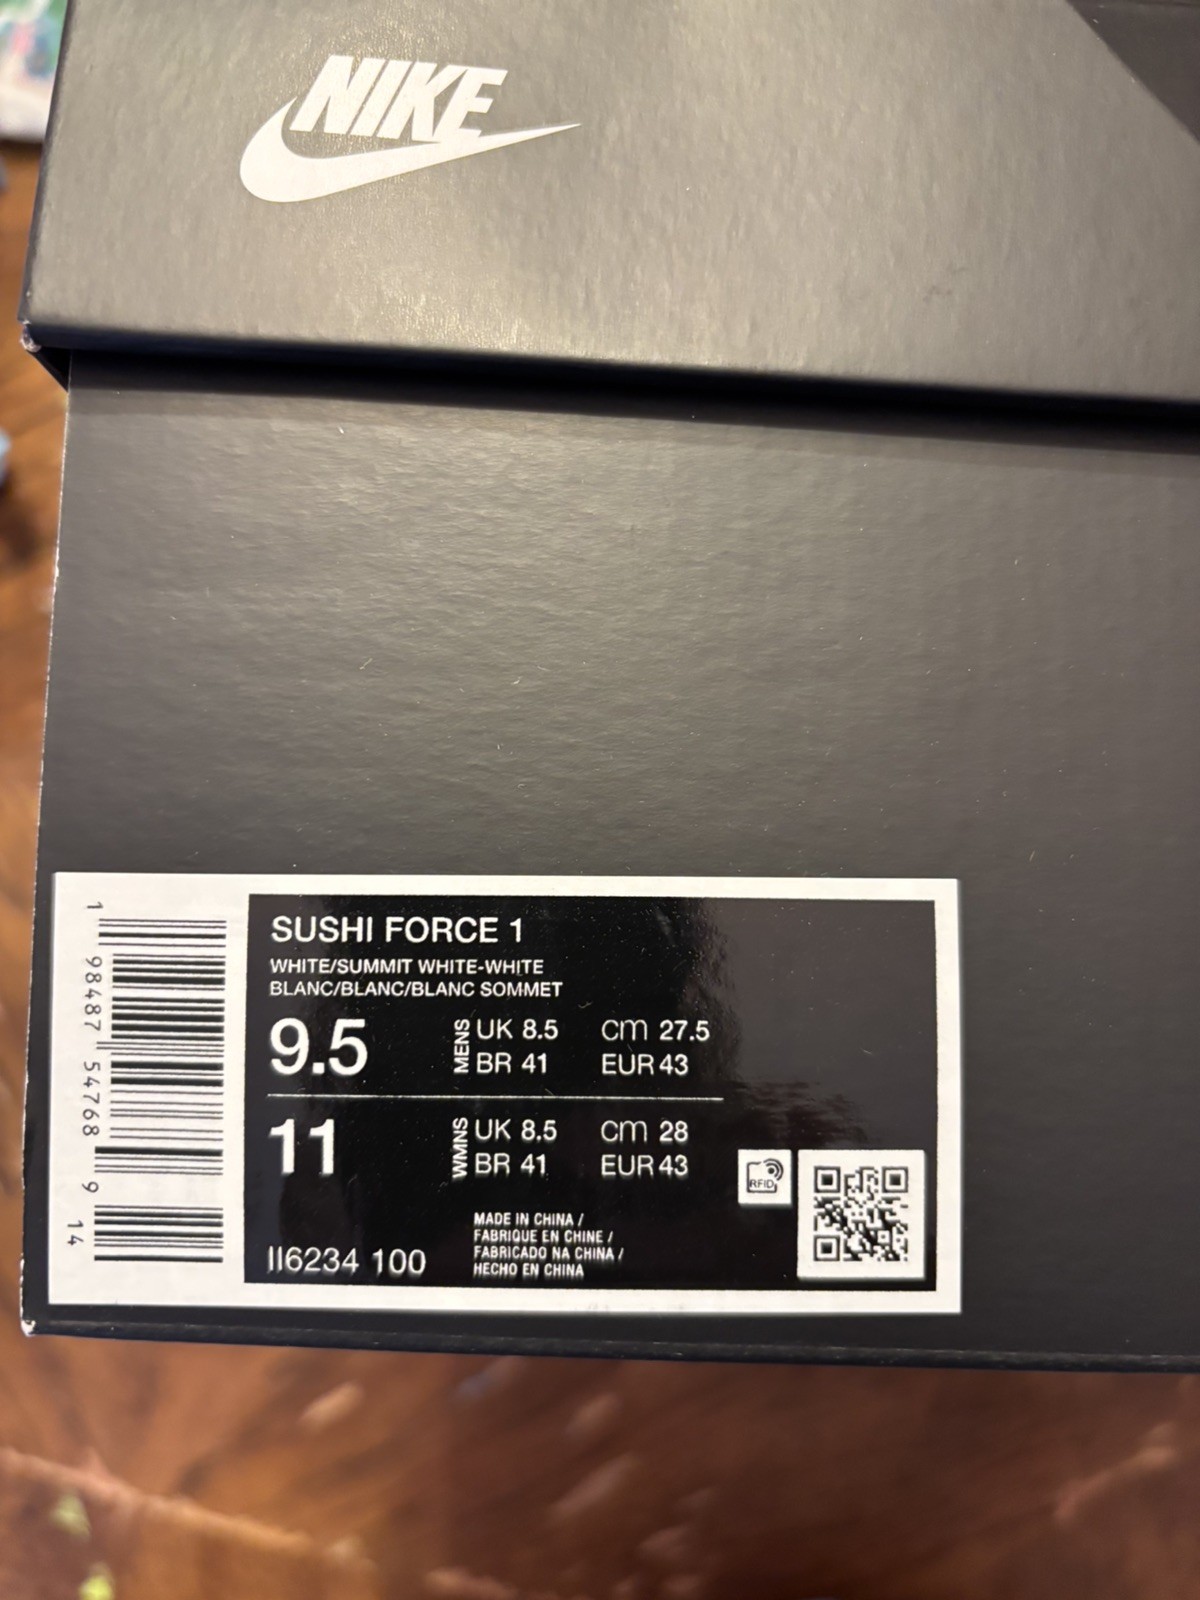 NIKE
SUSHI FORCE 1
WHITE/SUMMIT WHITE-WHITE
BLANC/BLANC/BLANC SOMMET
9.5 MENS UK 8.5 cm 27.5
BR 41 EUR 43
11 WMNS UK 8.5 cm 28
BR 41 EUR 43
RFID
MADE IN CHINA /
FABRIQUE EN CHINE /
FABRICADO NA CHINA /
HECHO EN CHINA
II6234 100
1 98487 54768 9 14